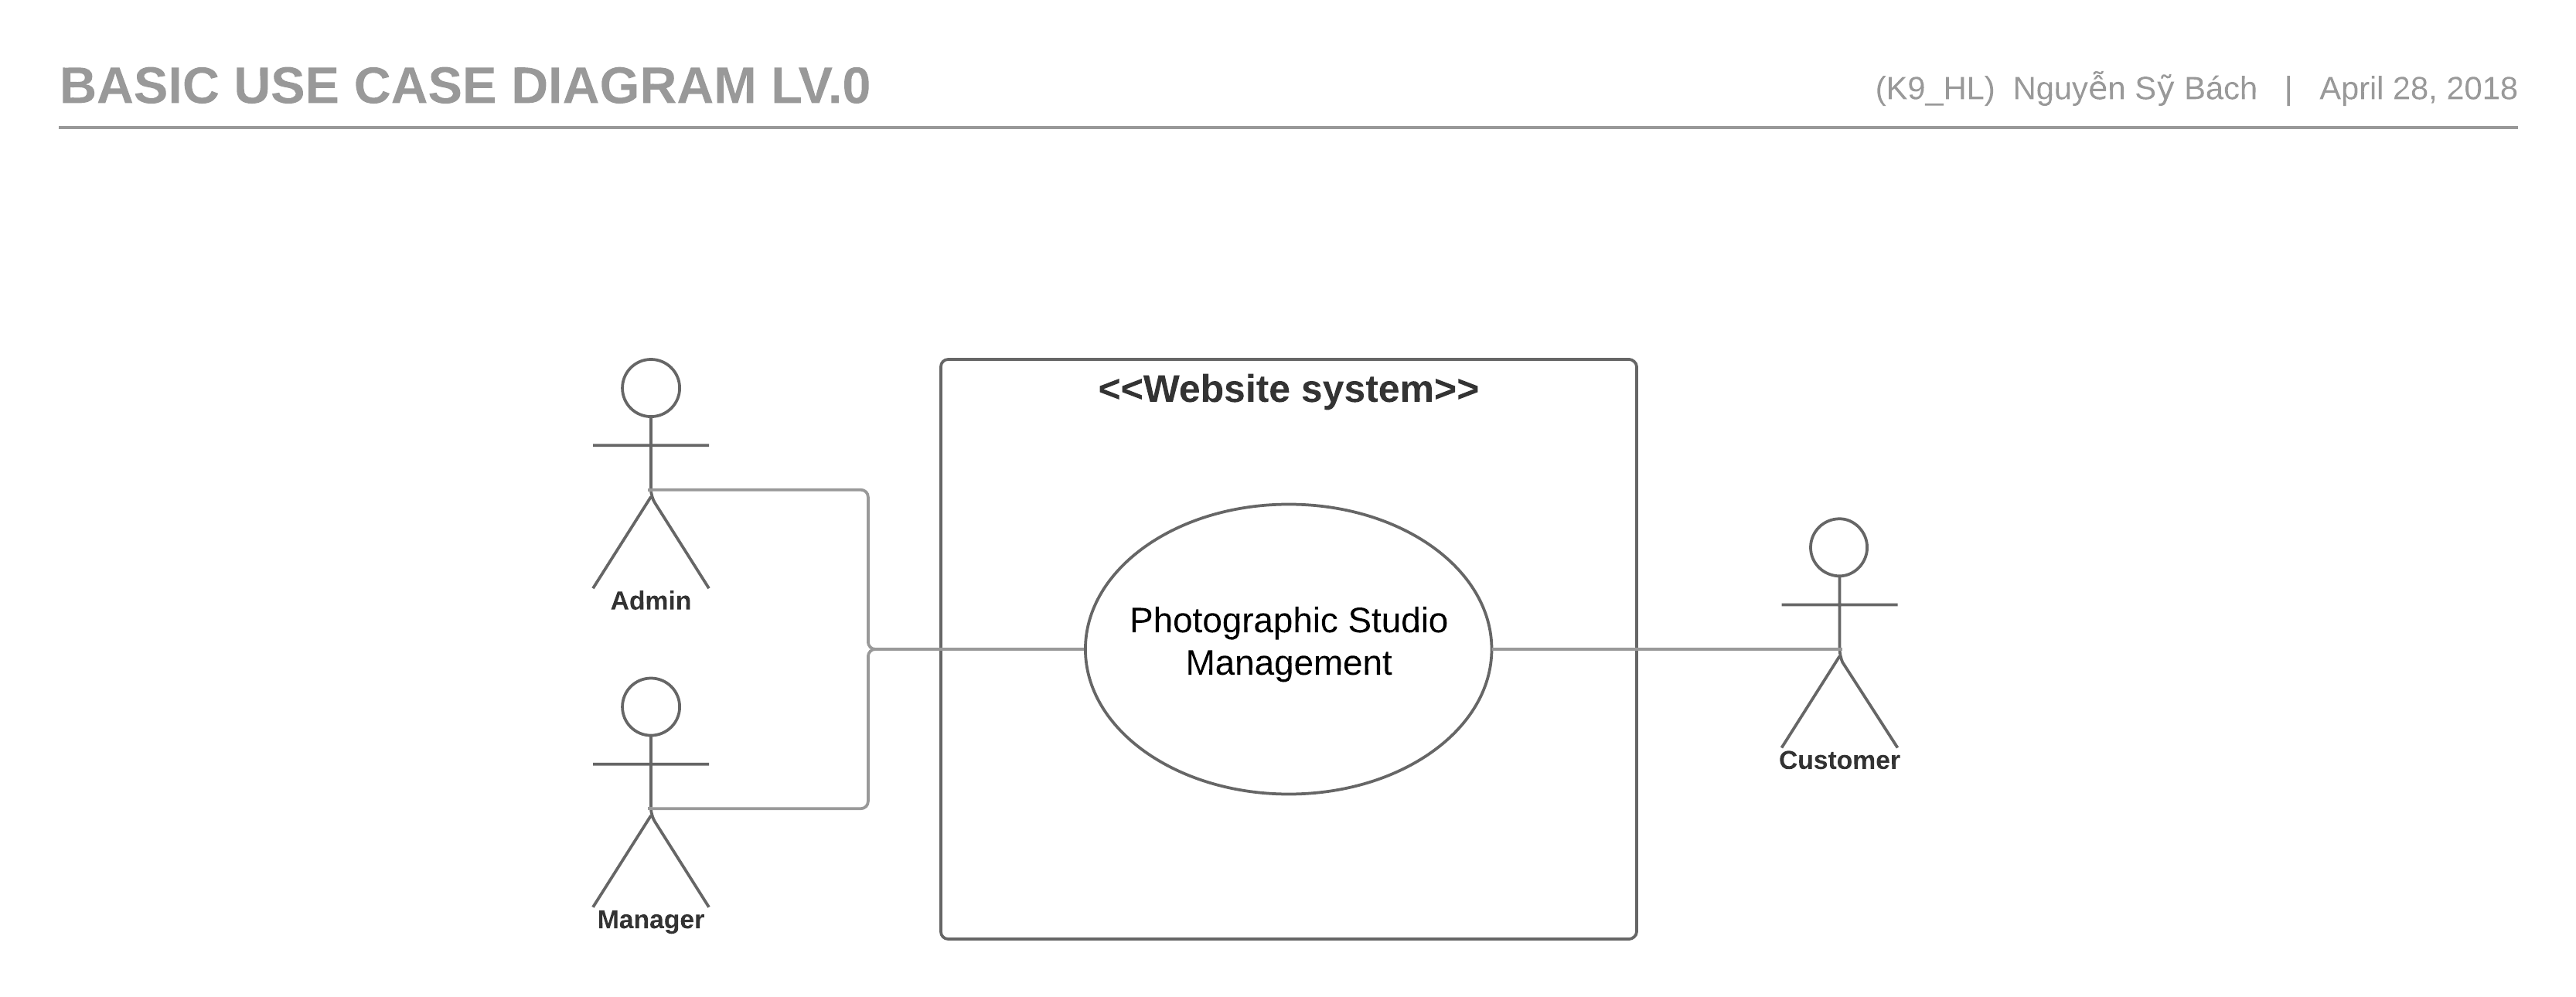 BASIC USE CASE DIAGRAM LV.0
(K9_HL) Nguyễn Sỹ Bách | April 28, 2018
<<Website system>>
Admin
Photographic Studio
Management
Customer
Manager